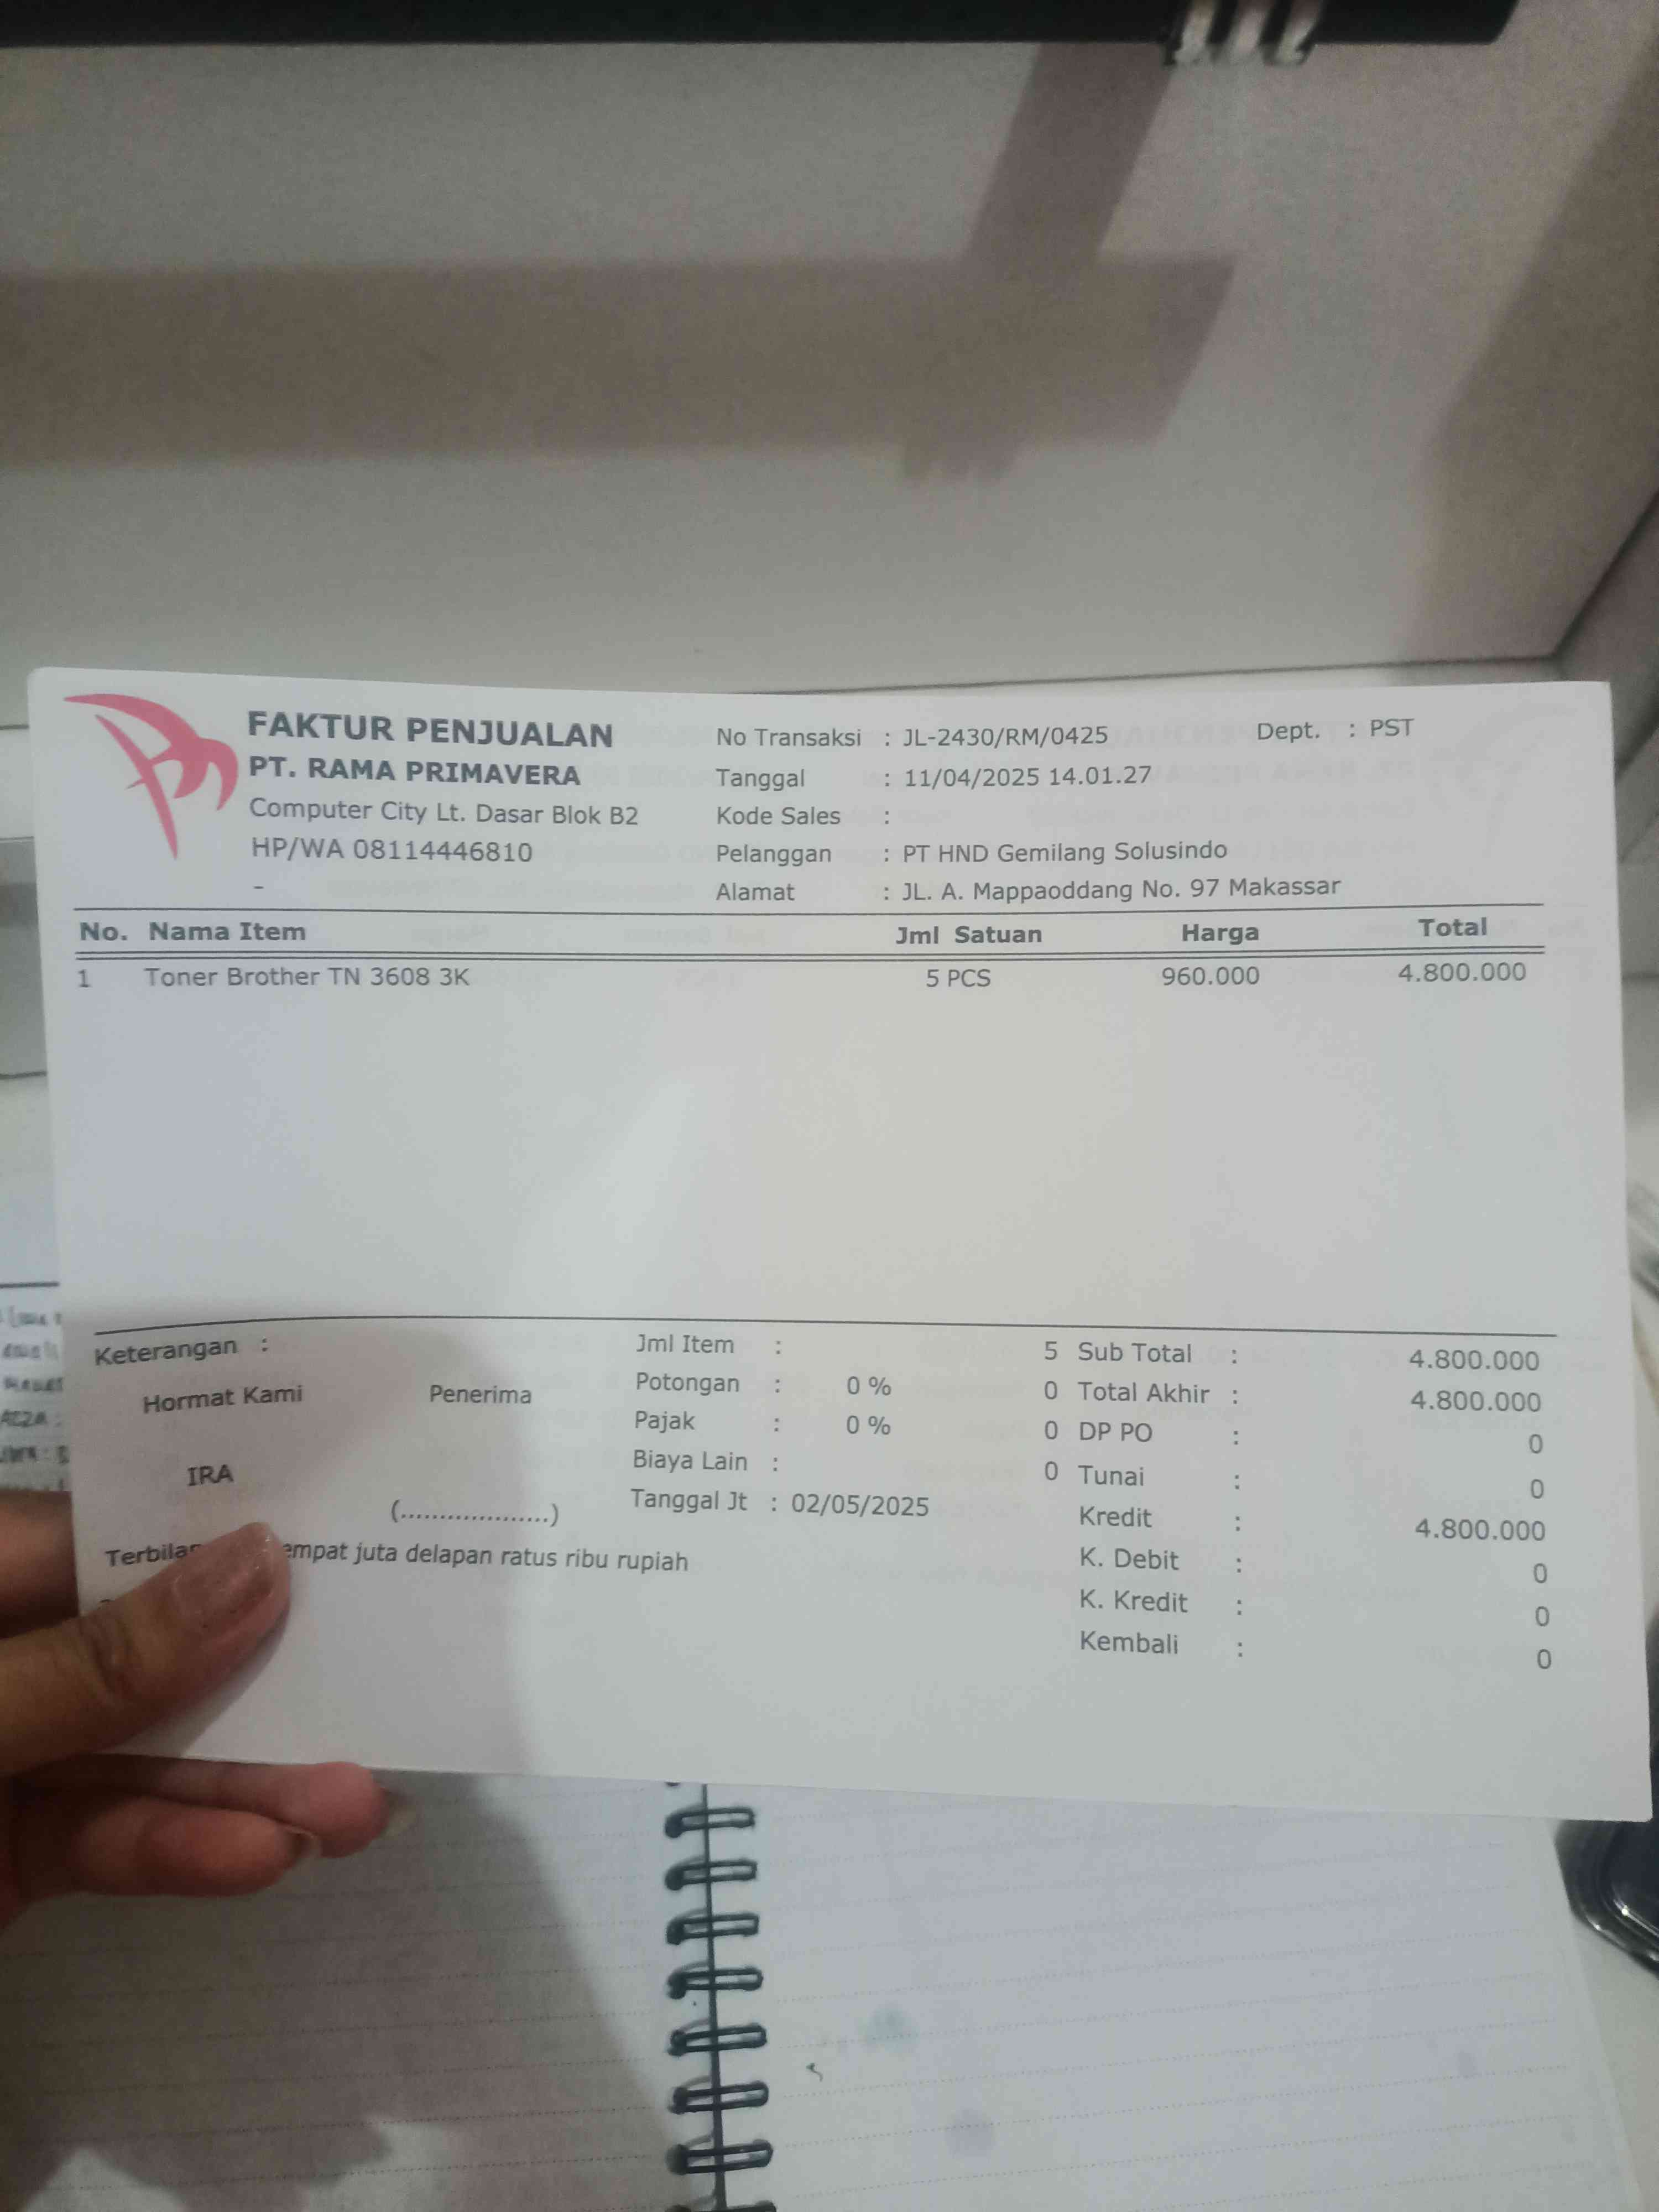 FAKTUR PENJUALAN
PT. RAMA PRIMAVERA
Computer City Lt. Dasar Blok B2
HP/WA 08114446810
-
No Transaksi : JL-2430/RM/0425 Dept. : PST
Tanggal : 11/04/2025 14.01.27
Kode Sales :
Pelanggan : PT HND Gemilang Solusindo
Alamat : JL. A. Mappaoddang No. 97 Makassar
No. Nama Item Jml Satuan Harga Total
1 Toner Brother TN 3608 3K 5 PCS 960.000 4.800.000
Keterangan :
Hormat Kami Penerima
IRA
(...................)
Jml Item : 5
Potongan : 0 % 0
Pajak : 0 % 0
Biaya Lain : 0
Tanggal Jt : 02/05/2025
Sub Total : 4.800.000
Total Akhir : 4.800.000
DP PO : 0
Tunai : 0
Kredit : 4.800.000
K. Debit : 0
K. Kredit : 0
Kembali : 0
empat juta delapan ratus ribu rupiah